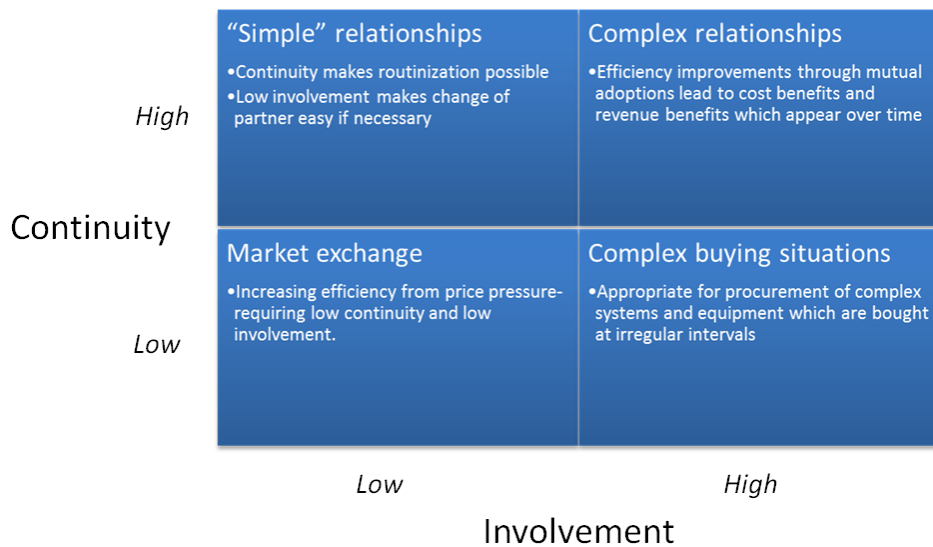 “Simple” relationships
•Continuity makes routinization possible
•Low involvement makes change of
partner easy if necessary
Complex relationships
•Efficiency improvements through mutual
adoptions lead to cost benefits and
revenue benefits which appear over time
High
Continuity
Market exchange
•Increasing efficiency from price pressure-
requiring low continuity and low
involvement.
Complex buying situations
•Appropriate for procurement of complex
systems and equipment which are bought
at irregular intervals
Low
Low
High
Involvement